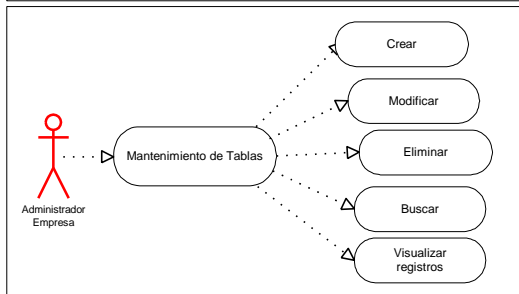 Crear
Modificar
Mantenimiento de Tablas
Eliminar
Administrador
Empresa
Buscar
Visualizar
registros